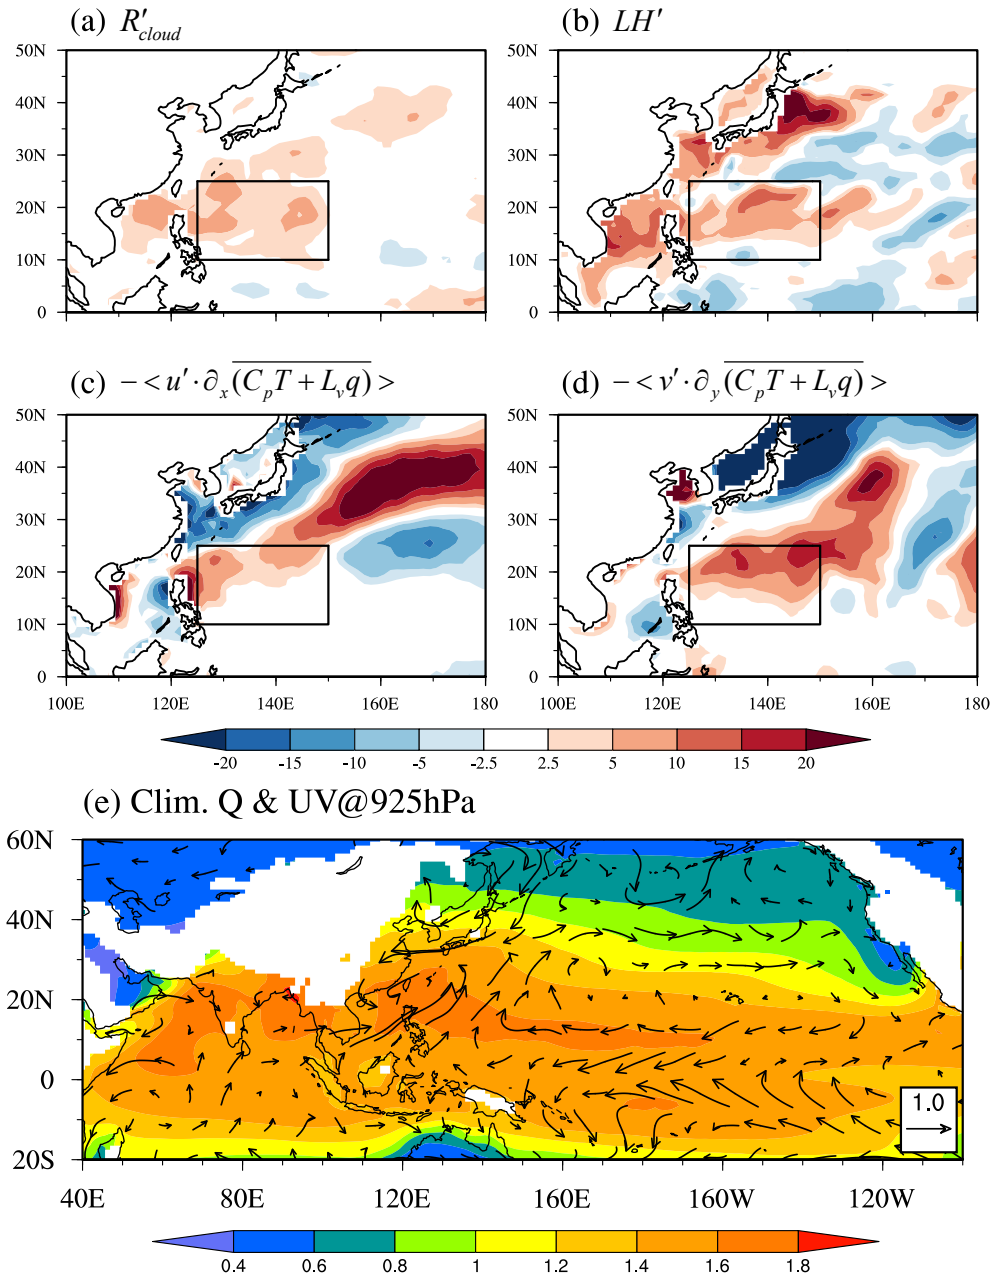 (a) R′cloud
(b) LH′
50N
40N
30N
20N
10N
0
50N
40N
30N
20N
10N
0
(c) − < u′ · ∂x (CpT + Lvq) >
(d) − < v′ · ∂y (CpT + Lvq) >
50N
40N
30N
20N
10N
0
100E 120E 140E 160E 180
50N
40N
30N
20N
10N
0
100E 120E 140E 160E 180
-20 -15 -10 -5 -2.5 2.5 5 10 15 20
(e) Clim. Q & UV@925hPa
60N
40N
20N
0
20S
1.0
40E 80E 120E 160E 160W 120W
0.4 0.6 0.8 1 1.2 1.4 1.6 1.8